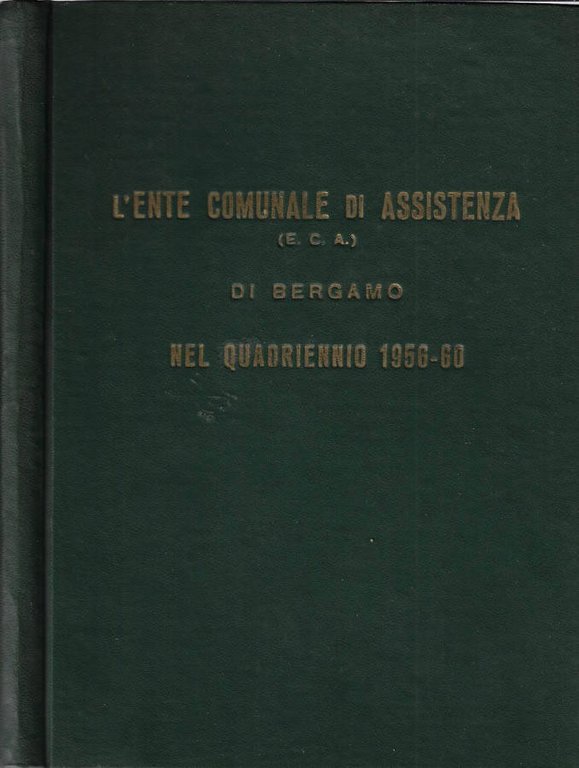 L'ENTE COMUNALE DI ASSISTENZA
(E. C. A.)
DI BERGAMO
NEL QUADRIENNIO 1956-60